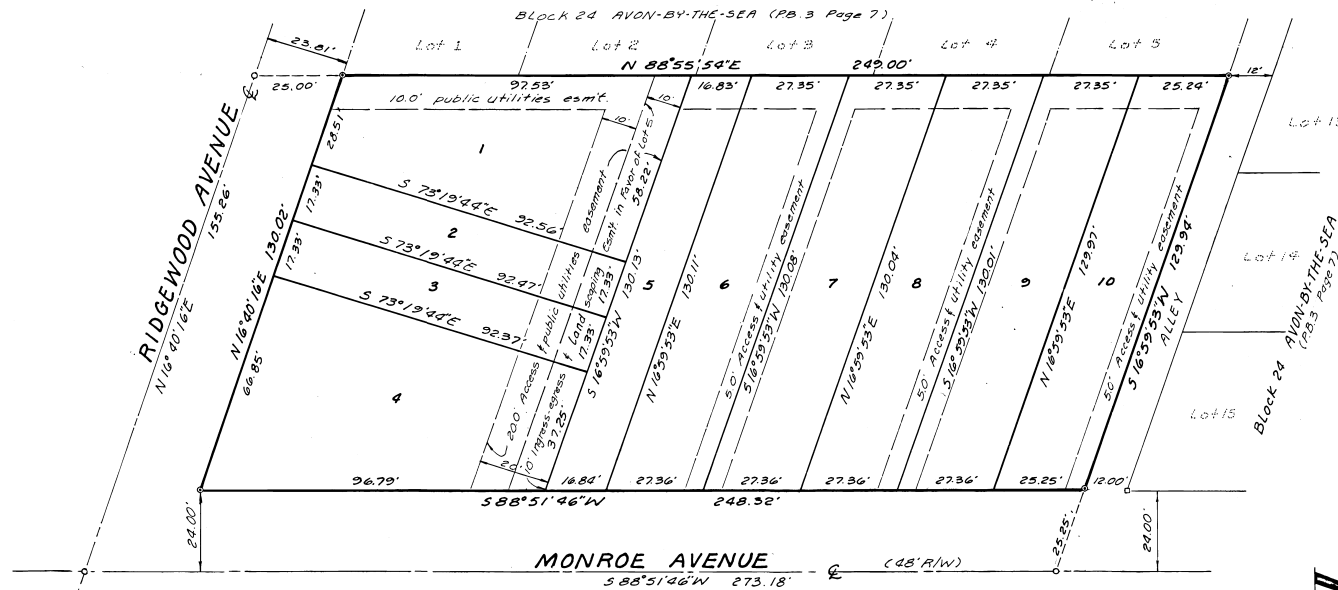 Block 24 AVON-BY-THE-SEA (P.B. 3 Page 7)
23.81'
Lot 1
Lot 2
Lot 3
Lot 4
Lot 5
N 88°55'54"E 249.00'
12'
25.00'
97.53'
16.83'
27.35'
27.35'
27.35'
27.35'
25.24'
10.0' public utilities esm't.
10'
10'
Lot 13
RIDGEWOOD AVENUE
N 16°40'16"E 155.26'
℄
28.51'
17.33'
17.33'
66.85'
N 16°40'16"E 130.02'
1
S 73°19'44"E 92.56'
2
S 73°19'44"E 92.47'
3
S 73°19'44"E 92.37'
4
20.0' Access & public utilities easement
10' ingress-egress & Landscaping Esm't. in Favor of Lot 5
58.22'
17.33'
17.33'
37.25'
S 16°59'53"W 130.13'
5
N 16°59'53"E 130.11'
6
5.0' Access & utility easement
S 16°59'53"W 130.08'
7
N 16°59'53"E 130.04'
8
5.0' Access & utility easement
S 16°59'53"W 130.01'
9
N 16°59'53"E 129.97'
10
5.0' Access & utility easement
S 16°59'53"W 129.94'
ALLEY
Lot 14
Lot 15
Block 24 AVON-BY-THE-SEA
(P.B.3 Page 7)
20'
96.79'
16.84'
27.36'
27.36'
27.36'
27.36'
25.25'
12.00'
S 88°51'46"W 248.32'
24.00'
25.25'
24.00'
MONROE AVENUE ℄ (48' R/W)
S 88°51'46"W 273.18'